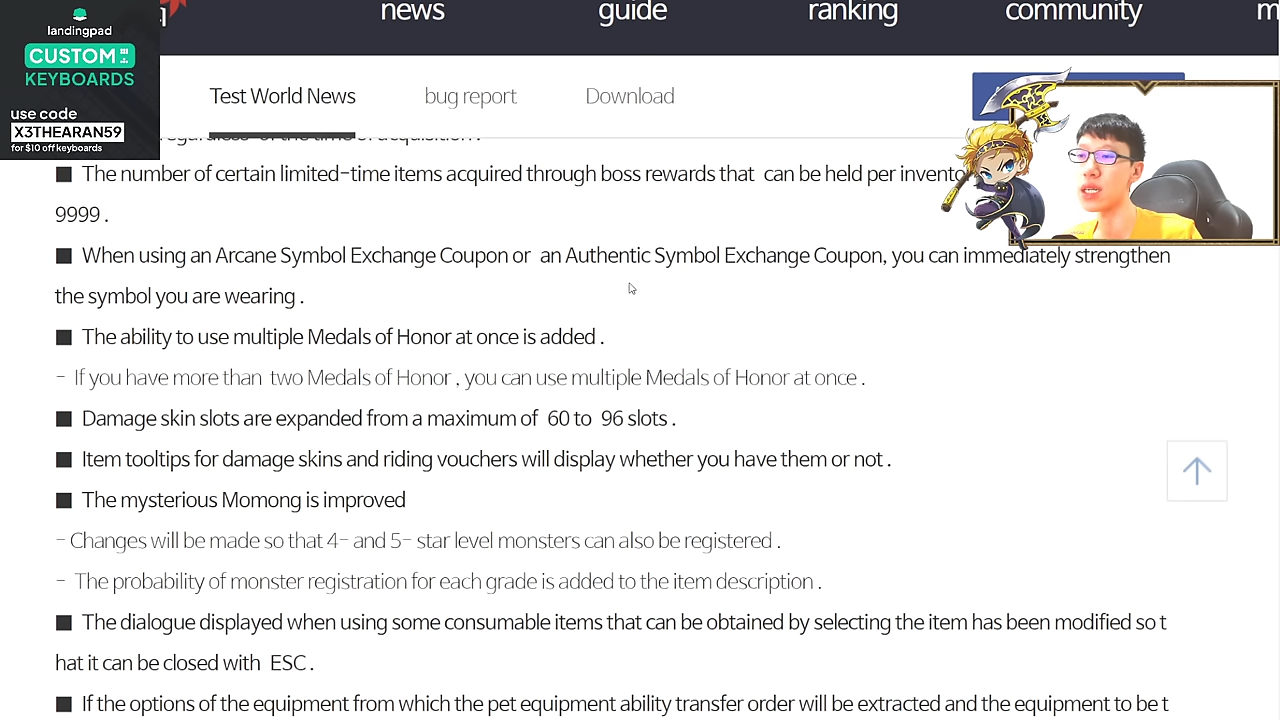 landingpad
CUSTOM
KEYBOARDS
use code
X3THEARAN59
for $10 off keyboards
news guide ranking community m
Test World News bug report Download
■ The number of certain limited-time items acquired through boss rewards that can be held per invento
9999 .
■ When using an Arcane Symbol Exchange Coupon or an Authentic Symbol Exchange Coupon, you can immediately strengthen
the symbol you are wearing .
■ The ability to use multiple Medals of Honor at once is added .
- If you have more than two Medals of Honor , you can use multiple Medals of Honor at once .
■ Damage skin slots are expanded from a maximum of 60 to 96 slots .
■ Item tooltips for damage skins and riding vouchers will display whether you have them or not .
■ The mysterious Momong is improved
- Changes will be made so that 4- and 5- star level monsters can also be registered .
- The probability of monster registration for each grade is added to the item description .
■ The dialogue displayed when using some consumable items that can be obtained by selecting the item has been modified so t
hat it can be closed with ESC .
■ If the options of the equipment from which the pet equipment ability transfer order will be extracted and the equipment to be t